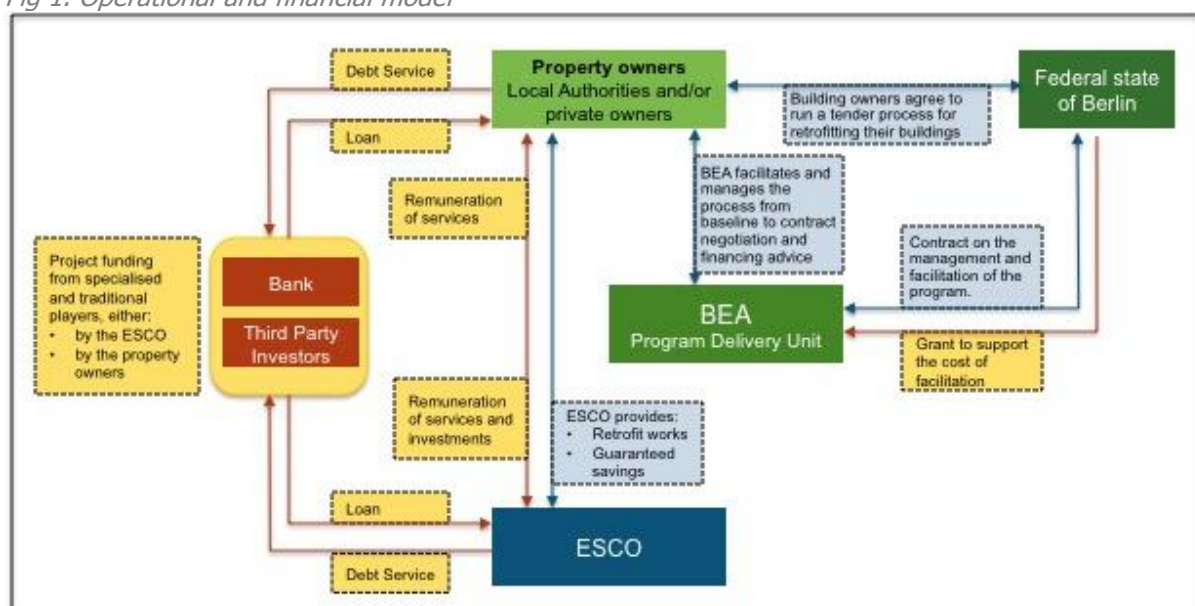 Fig 1: Operational and financial model
Debt Service
Loan
Property owners
Local Authorities and/or
private owners
Federal state
of Berlin
Building owners agree to
run a tender process for
retrofitting their buildings
Remuneration
of services
BEA facilitates and
manages the
process from
baseline to contract
negotiation and
financing advice
Contract on the
management and
facilitation of the
program.
Project funding
from specialised
and traditional
players, either:
• by the ESCO
• by the property
owners
Bank
Third Party
Investors
BEA
Program Delivery Unit
Grant to support
the cost of
facilitation
Remuneration
of services and
investments
ESCO provides:
• Retrofit works
• Guaranteed
savings
Loan
ESCO
Debt Service